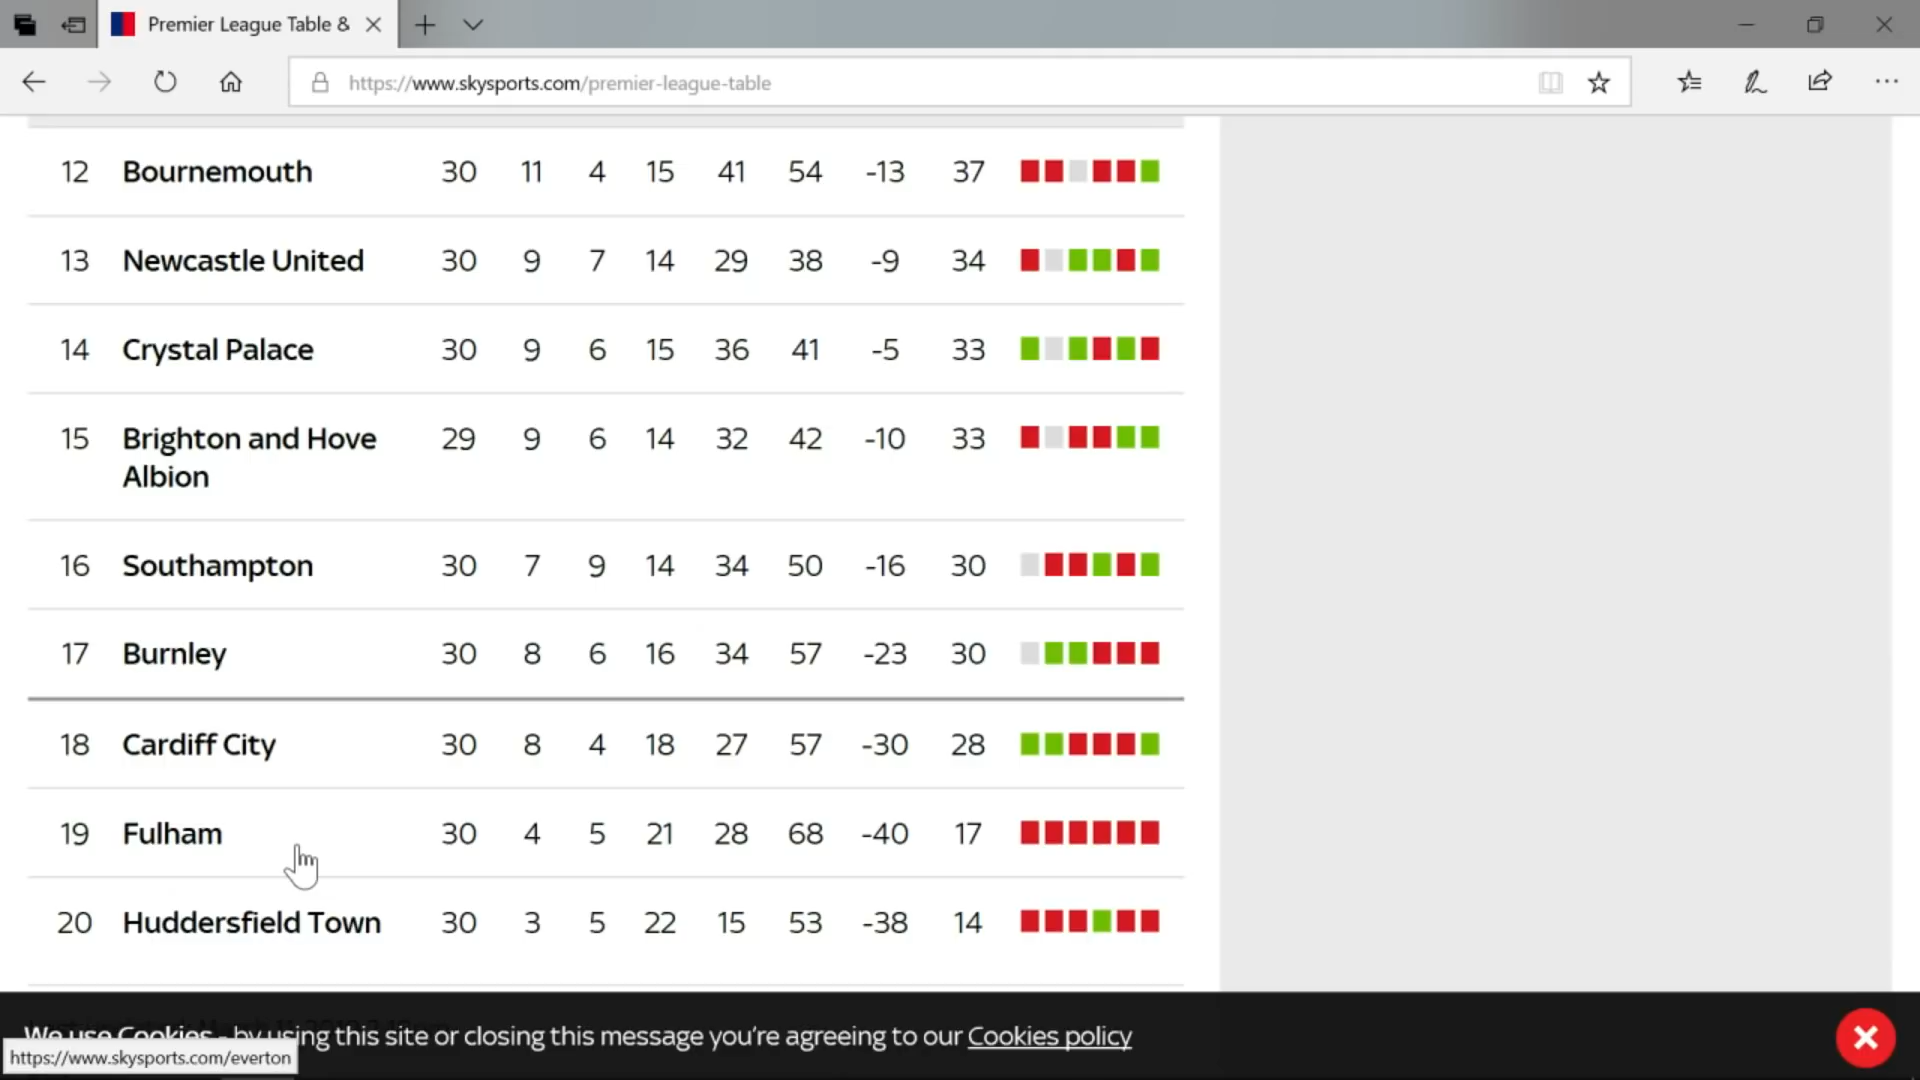 Premier League Table &
https://www.skysports.com/premier-league-table
12 Bournemouth 30 11 4 15 41 54 -13 37
13 Newcastle United 30 9 7 14 29 38 -9 34
14 Crystal Palace 30 9 6 15 36 41 -5 33
15 Brighton and Hove 29 9 6 14 32 42 -10 33
Albion
16 Southampton 30 7 9 14 34 50 -16 30
17 Burnley 30 8 6 16 34 57 -23 30
18 Cardiff City 30 8 4 18 27 57 -30 28
19 Fulham 30 4 5 21 28 68 -40 17
20 Huddersfield Town 30 3 5 22 15 53 -38 14
We use Cookies - by using this site or closing this message you're agreeing to our Cookies policy
https://www.skysports.com/everton